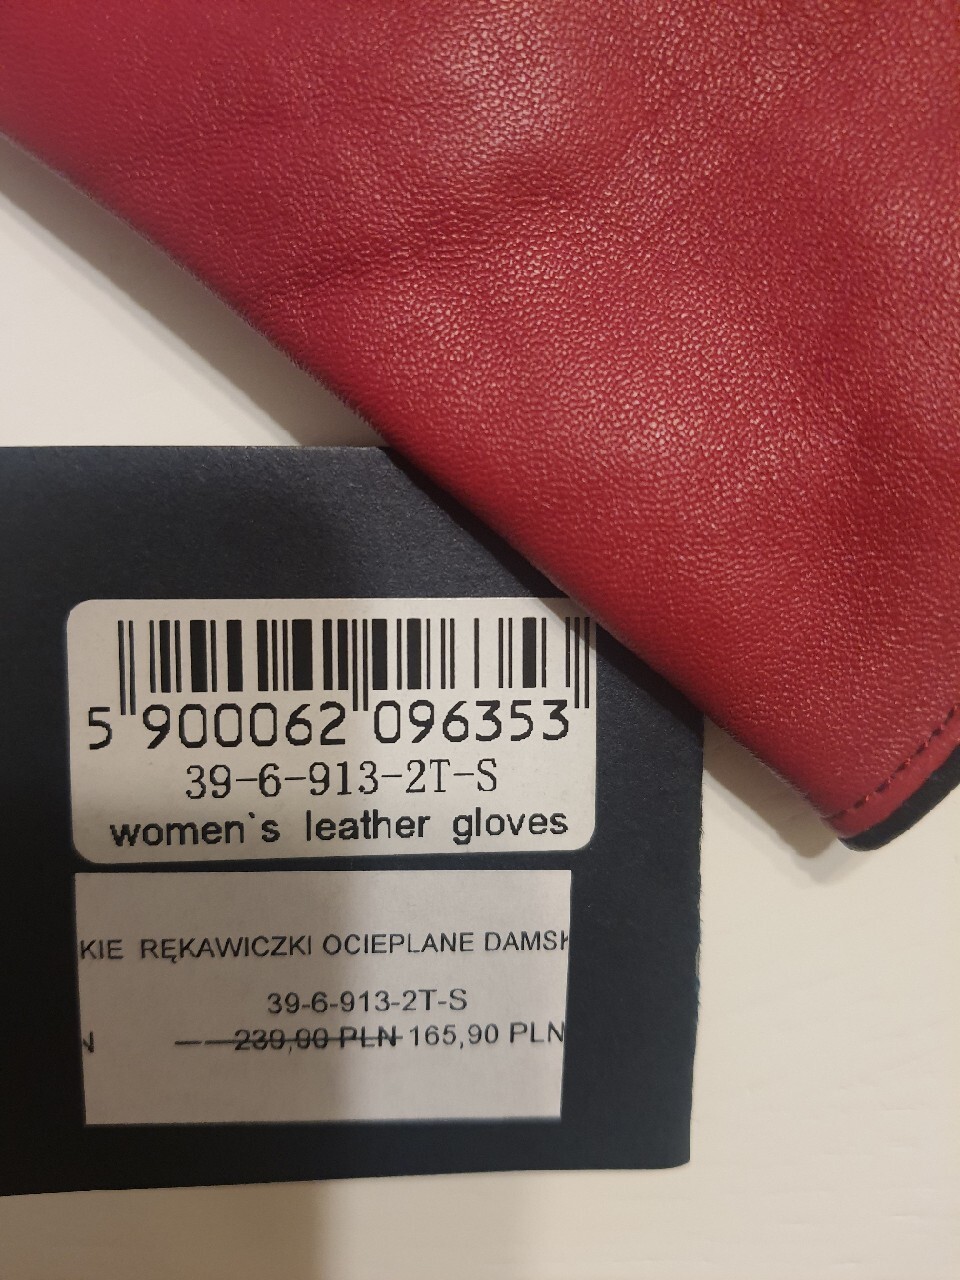 5 900062 096353
39-6-913-2T-S
women`s leather gloves
KIE RĘKAWICZKI OCIEPLANE DAMSK
39-6-913-2T-S
N 239,90 PLN 165,90 PLN